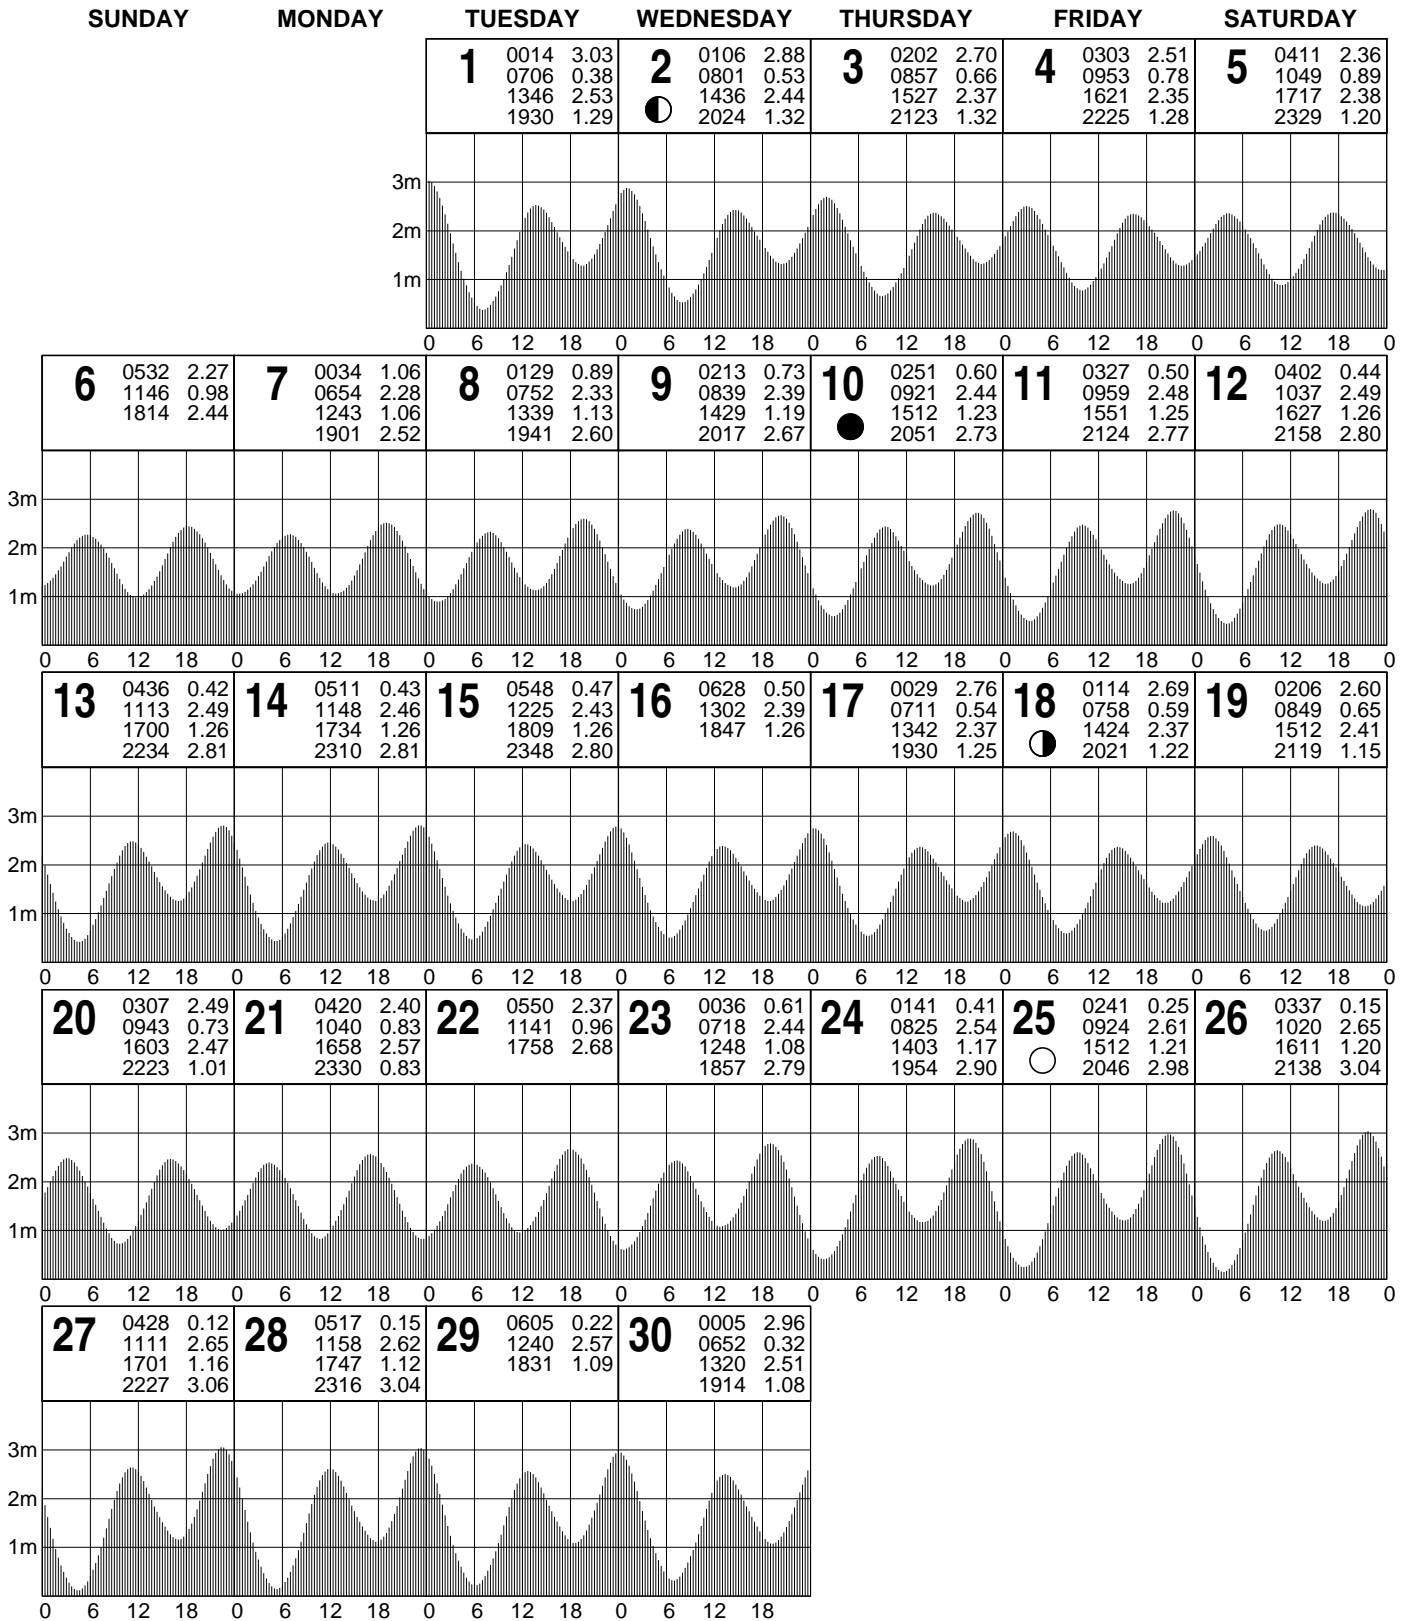 SUNDAY MONDAY TUESDAY WEDNESDAY THURSDAY FRIDAY SATURDAY
1 0014 3.03 2 0106 2.88 3 0202 2.70 4 0303 2.51 5 0411 2.36
0706 0.38 0801 0.53 0857 0.66 0953 0.78 1049 0.89
1346 2.53 1436 2.44 1527 2.37 1621 2.35 1717 2.38
1930 1.29 2024 1.32 2123 1.32 2225 1.28 2329 1.20
3m
2m
1m
0 6 12 18 0 6 12 18 0 6 12 18 0 6 12 18 0 6 12 18 0
6 0532 2.27 7 0034 1.06 8 0129 0.89 9 0213 0.73 10 0251 0.60 11 0327 0.50 12 0402 0.44
1146 0.98 0654 2.28 0752 2.33 0839 2.39 0921 2.44 0959 2.48 1037 2.49
1814 2.44 1243 1.06 1339 1.13 1429 1.19 1512 1.23 1551 1.25 1627 1.26
1901 2.52 1941 2.60 2017 2.67 2051 2.73 2124 2.77 2158 2.80
3m
2m
1m
0 6 12 18 0 6 12 18 0 6 12 18 0 6 12 18 0 6 12 18 0 6 12 18 0 6 12 18 0
13 0436 0.42 14 0511 0.43 15 0548 0.47 16 0628 0.50 17 0029 2.76 18 0114 2.69 19 0206 2.60
1113 2.49 1148 2.46 1225 2.43 1302 2.39 0711 0.54 0758 0.59 0849 0.65
1700 1.26 1734 1.26 1809 1.26 1847 1.26 1342 2.37 1424 2.37 1512 2.41
2234 2.81 2310 2.81 2348 2.80 1930 1.25 2021 1.22 2119 1.15
3m
2m
1m
0 6 12 18 0 6 12 18 0 6 12 18 0 6 12 18 0 6 12 18 0 6 12 18 0 6 12 18 0
20 0307 2.49 21 0420 2.40 22 0550 2.37 23 0036 0.61 24 0141 0.41 25 0241 0.25 26 0337 0.15
0943 0.73 1040 0.83 1141 0.96 0718 2.44 0825 2.54 0924 2.61 1020 2.65
1603 2.47 1658 2.57 1758 2.68 1248 1.08 1403 1.17 1512 1.21 1611 1.20
2223 1.01 2330 0.83 1857 2.79 1954 2.90 2046 2.98 2138 3.04
3m
2m
1m
0 6 12 18 0 6 12 18 0 6 12 18 0 6 12 18 0 6 12 18 0 6 12 18 0 6 12 18 0
27 0428 0.12 28 0517 0.15 29 0605 0.22 30 0005 2.96
1111 2.65 1158 2.62 1240 2.57 0652 0.32
1701 1.16 1747 1.12 1831 1.09 1320 2.51
2227 3.06 2316 3.04 1914 1.08
3m
2m
1m
0 6 12 18 0 6 12 18 0 6 12 18 0 6 12 18